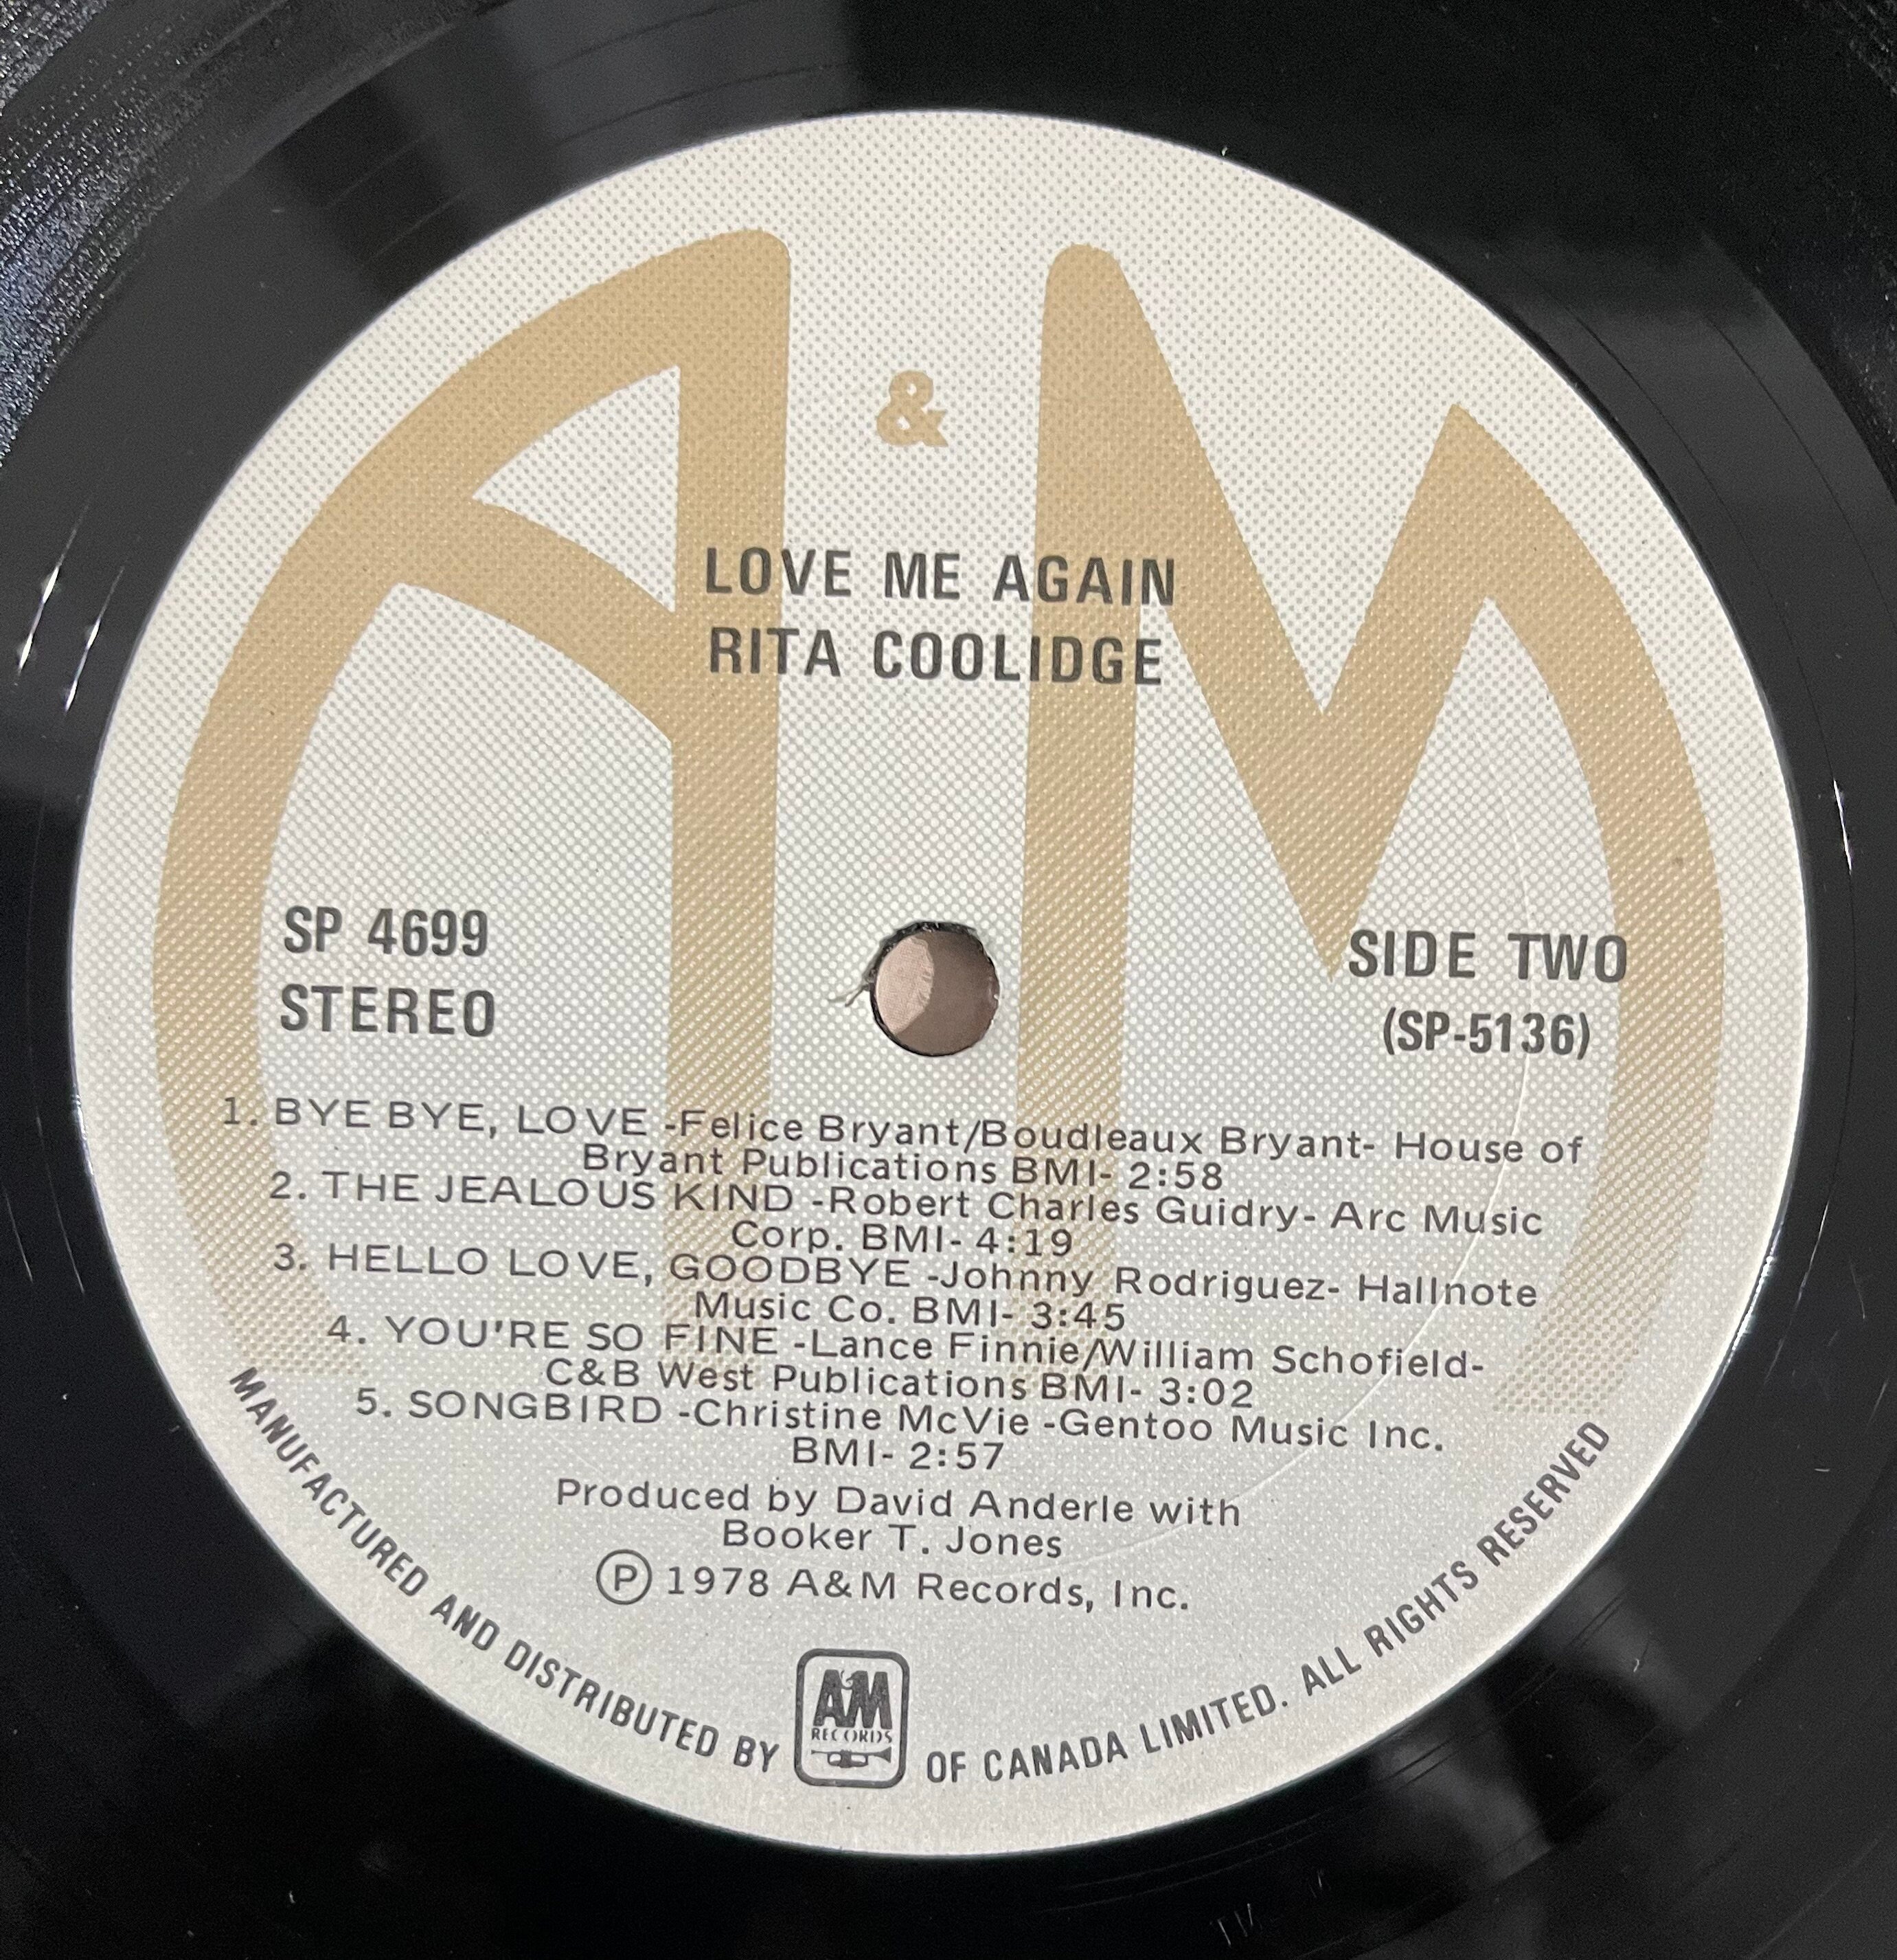 A & M
LOVE ME AGAIN
RITA COOLIDGE
SP 4699
STEREO
SIDE TWO
(SP-5136)
1. BYE BYE, LOVE -Felice Bryant/Boudleaux Bryant- House of
Bryant Publications BMI- 2:58
2. THE JEALOUS KIND -Robert Charles Guidry- Arc Music
Corp. BMI- 4:19
3. HELLO LOVE, GOODBYE -Johnny Rodriguez- Hallnote
Music Co. BMI- 3:45
4. YOU'RE SO FINE -Lance Finnie/William Schofield-
C&B West Publications BMI- 3:02
5. SONGBIRD -Christine McVie -Gentoo Music Inc.
BMI- 2:57
Produced by David Anderle with
Booker T. Jones
Ⓟ 1978 A&M Records, Inc.
MANUFACTURED AND DISTRIBUTED BY A&M RECORDS OF CANADA LIMITED. ALL RIGHTS RESERVED